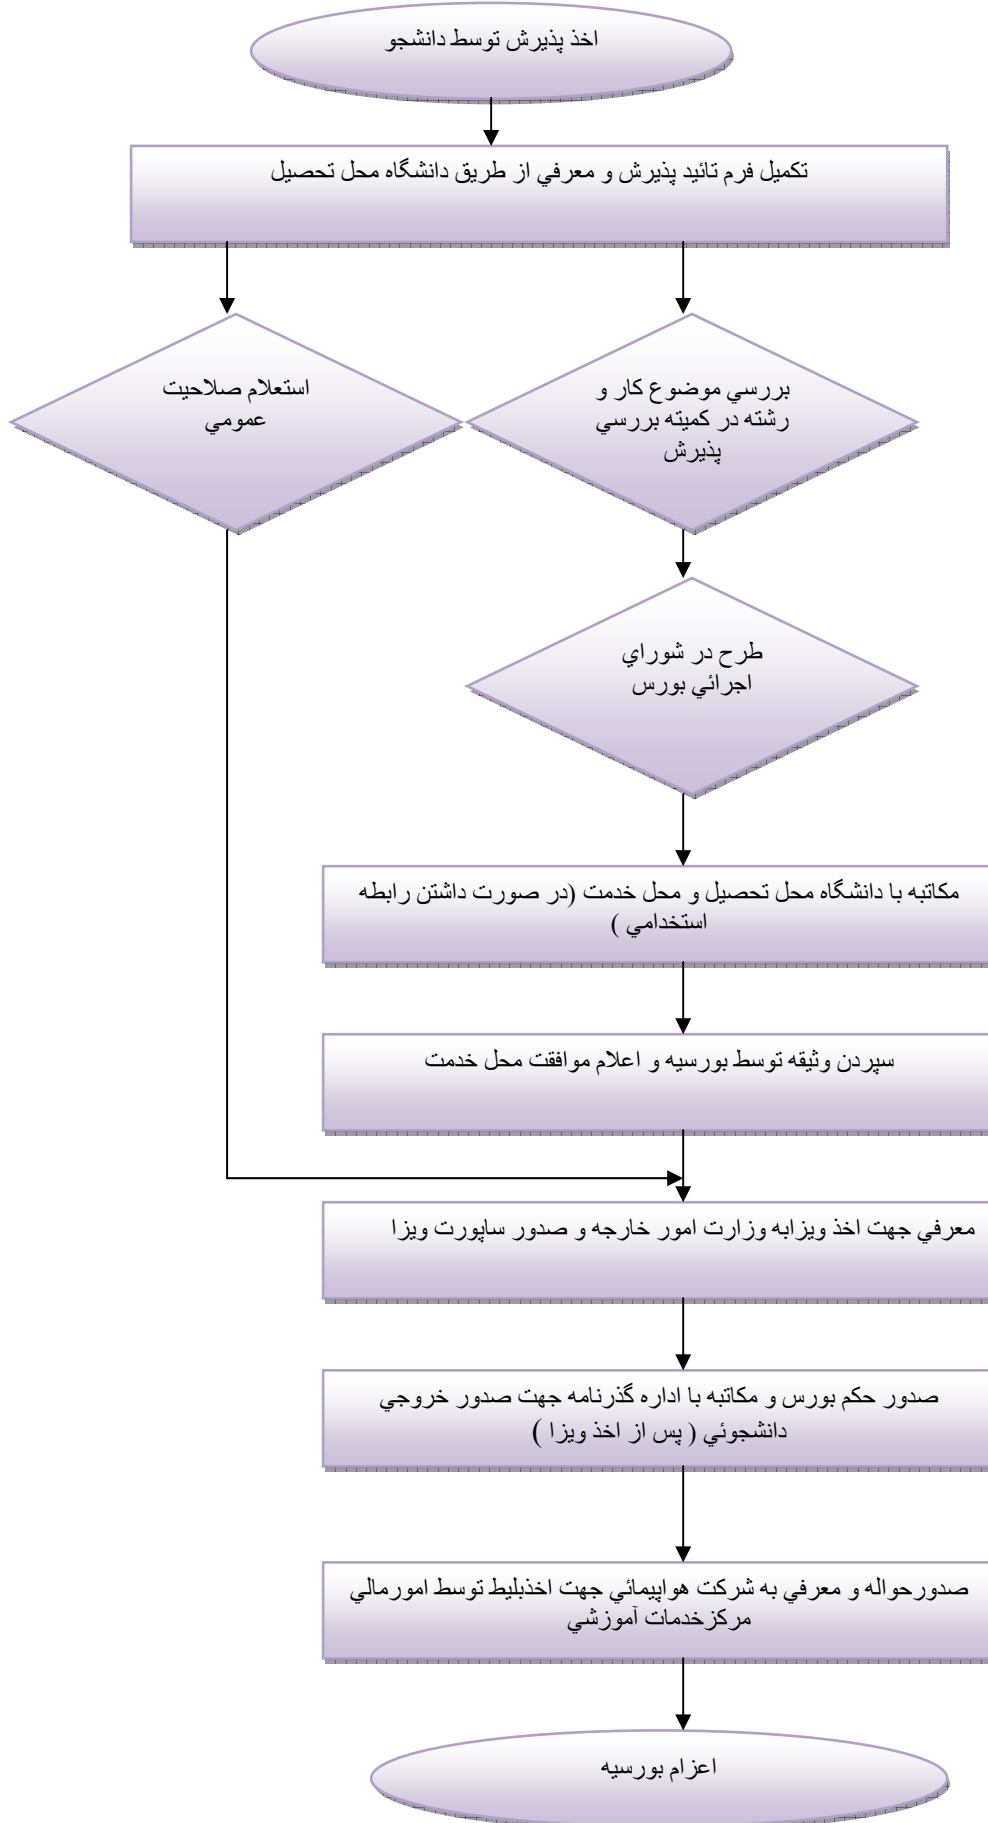 اخذ پذيرش توسط دانشجو
تكميل فرم تائيد پذيرش و معرفي از طريق دانشگاه محل تحصيل
بررسي موضوع كار و
رشته در كميته بررسي
پذيرش
استعلام صلاحيت
عمومي
طرح در شوراي
اجرائي بورس
مكاتبه با دانشگاه محل تحصيل و محل خدمت (در صورت داشتن رابطه
استخدامي )
سپردن وثيقه توسط بورسيه و اعلام موافقت محل خدمت
معرفي جهت اخذ ويزابه وزارت امور خارجه و صدور ساپورت ويزا
صدور حكم بورس و مكاتبه با اداره گذرنامه جهت صدور خروجي
دانشجوئي ( پس از اخذ ويزا )
صدورحواله و معرفي به شركت هواپيمائي جهت اخذبليط توسط امورمالي
مركزخدمات آموزشي
اعزام بورسيه